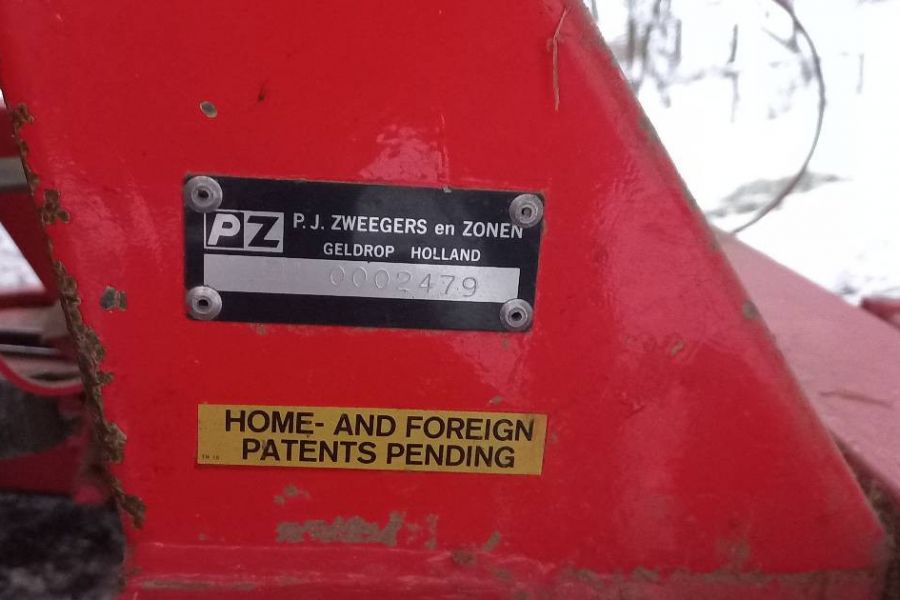 PZ
P.J. ZWEEGERS en ZONEN
GELDROP HOLLAND
0002479
HOME- AND FOREIGN
PATENTS PENDING